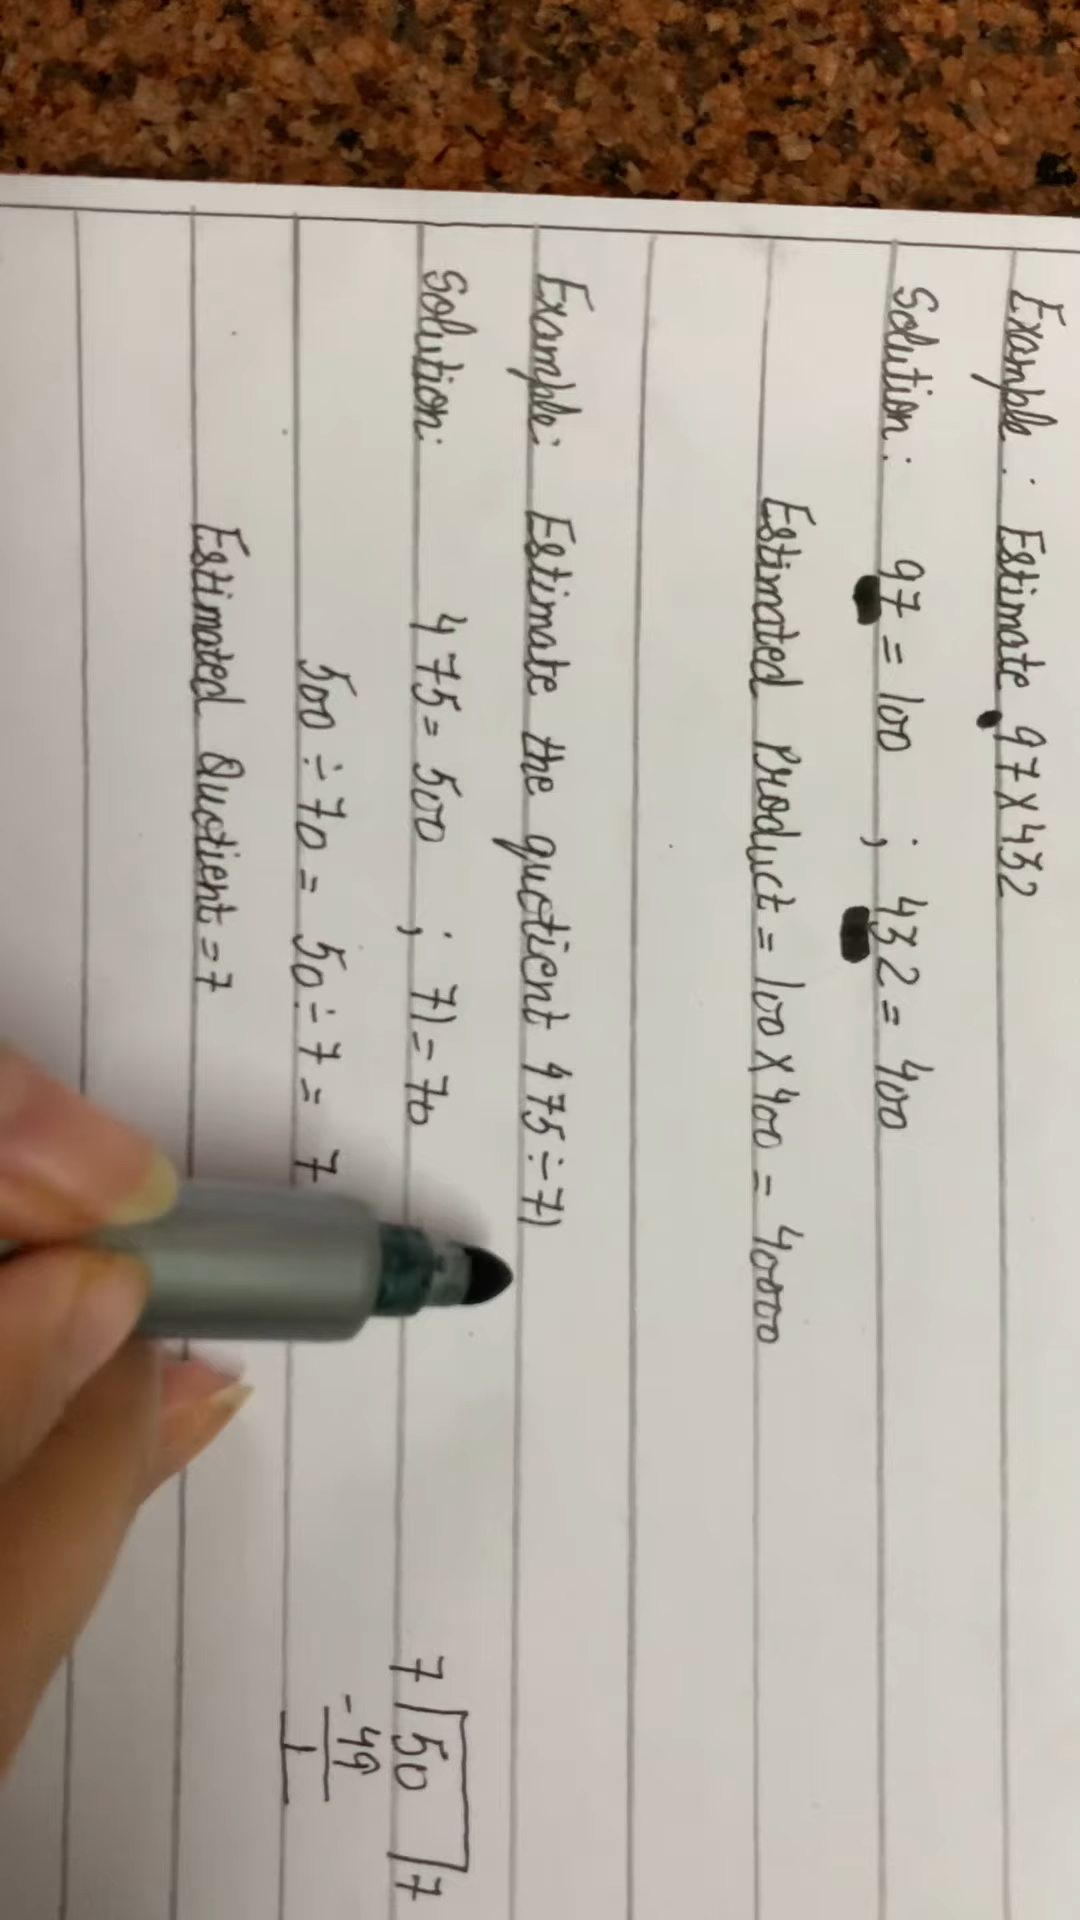 Example : Estimate 97×432
Solution : 97 = 100 ; 432 = 400
Estimated Product = 100 × 400 = 40000
Example: Estimate the quotient 475÷71
Solution: 475 = 500 ; 71 = 70
500 ÷ 70 = 50 ÷ 7 = 7
Estimated Quotient = 7
7 50 7
- 49
1